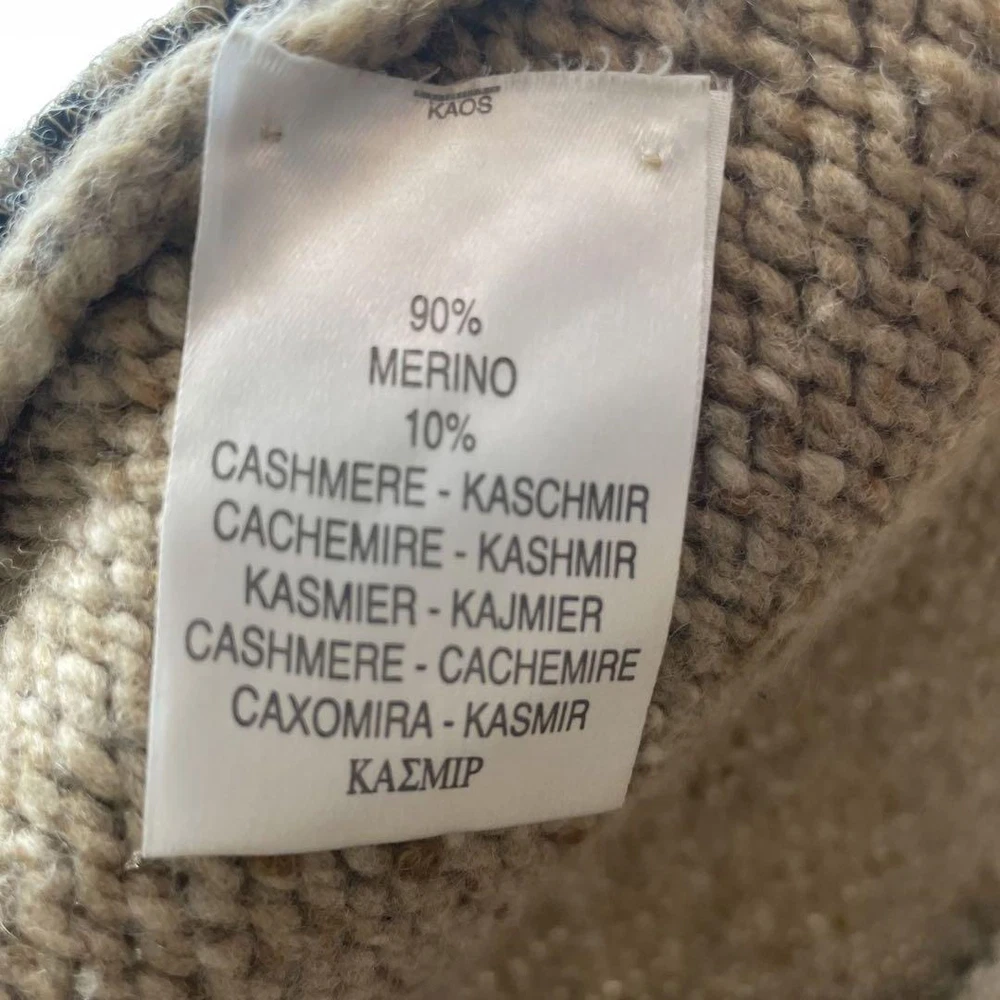 KAOS
90%
MERINO
10%
CASHMERE - KASCHMIR
CACHEMIRE - KASHMIR
KASMIER - KAJMIER
CASHMERE - CACHEMIRE
CAXOMIRA - KASMIR
ΚΑΣΜΙΡ